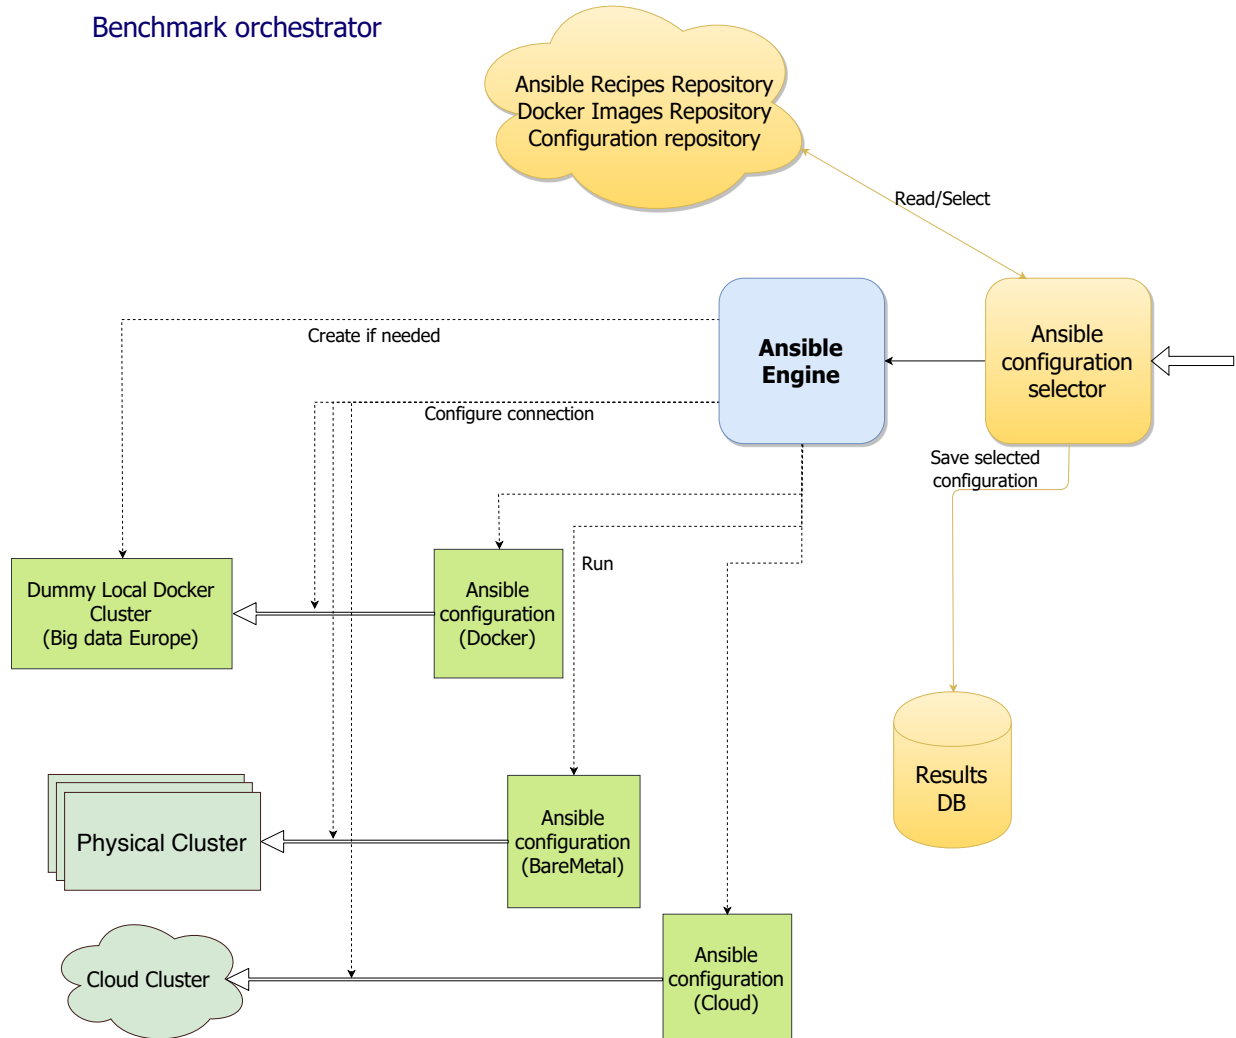 Benchmark orchestrator
Ansible Recipes Repository
Docker Images Repository
Configuration repository
Read/Select
Ansible
Engine
Ansible
configuration
selector
Create if needed
Configure connection
Save selected
configuration
Run
Dummy Local Docker
Cluster
(Big data Europe)
Ansible
configuration
(Docker)
Results
DB
Physical Cluster
Ansible
configuration
(BareMetal)
Cloud Cluster
Ansible
configuration
(Cloud)